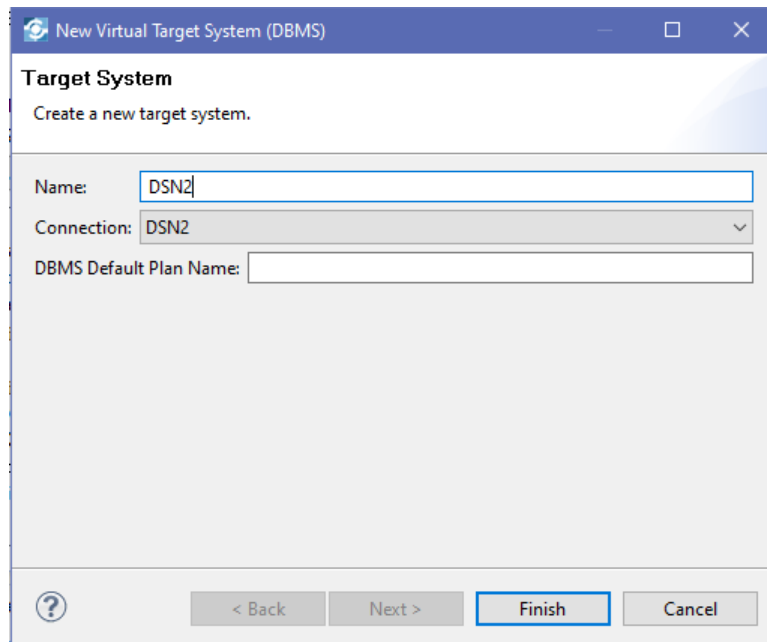 New Virtual Target System (DBMS)
Target System
Create a new target system.
Name: DSN2
Connection: DSN2
DBMS Default Plan Name:
?
< Back Next > Finish Cancel